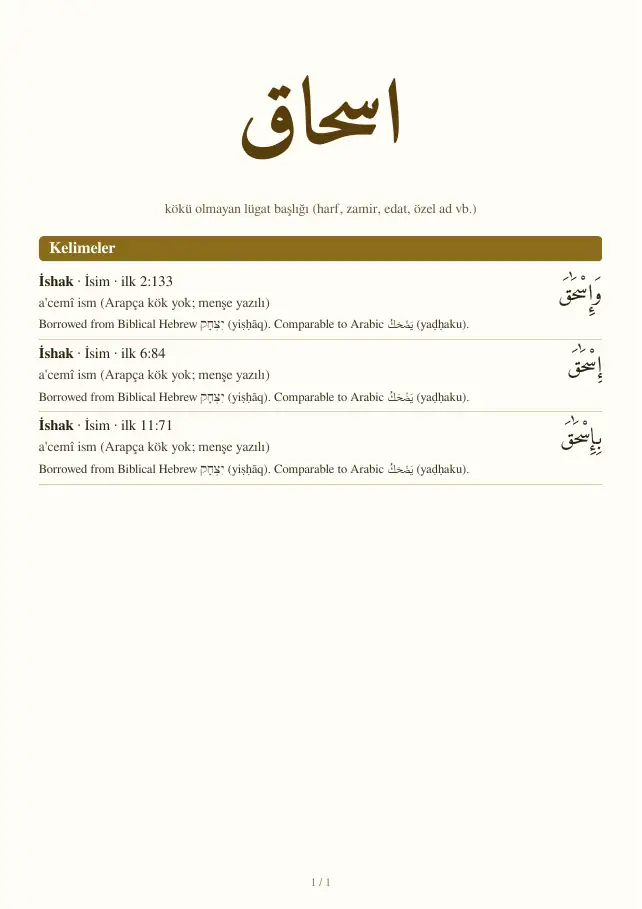 اسحاق
kökü olmayan lügat başlığı (harf, zamir, edat, özel ad vb.)
Kelimeler
İshak · İsim · ilk 2:133 وَإِسْحَٰقَ
a'cemî ism (Arapça kök yok; menşe yazılı)
Borrowed from Biblical Hebrew יִצְחָק (yiṣḥāq). Comparable to Arabic يَضْحَكُ (yaḍḥaku).
İshak · İsim · ilk 6:84 إِسْحَٰقَ
a'cemî ism (Arapça kök yok; menşe yazılı)
Borrowed from Biblical Hebrew יִצְחָק (yiṣḥāq). Comparable to Arabic يَضْحَكُ (yaḍḥaku).
İshak · İsim · ilk 11:71 بِإِسْحَٰقَ
a'cemî ism (Arapça kök yok; menşe yazılı)
Borrowed from Biblical Hebrew יִצְחָק (yiṣḥāq). Comparable to Arabic يَضْحَكُ (yaḍḥaku).
1 / 1